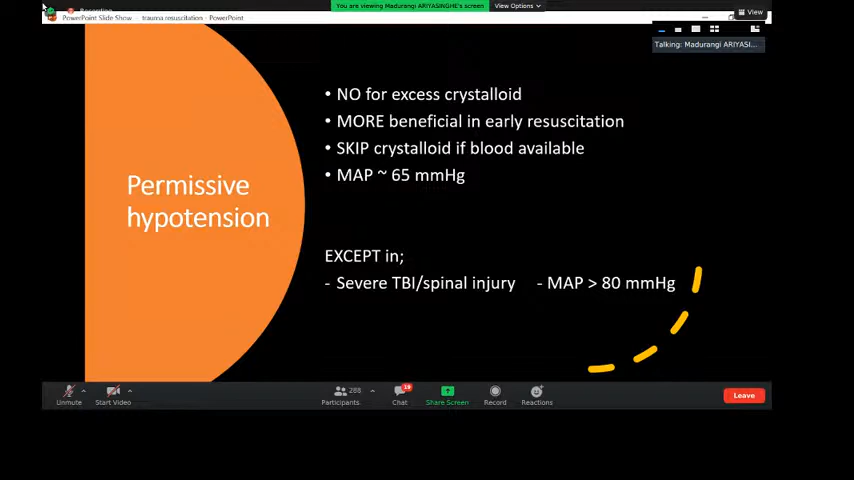 Recording
You are viewing Madurangi ARIYASINGHE's screen
View Options
PowerPoint Slide Show - trauma resuscitation - PowerPoint
View
Talking: Madurangi ARIYASI...
• NO for excess crystalloid
• MORE beneficial in early resuscitation
• SKIP crystalloid if blood available
• MAP ~ 65 mmHg
Permissive
hypotension
EXCEPT in;
- Severe TBI/spinal injury - MAP > 80 mmHg
288
19
Unmute
Start Video
Participants
Chat
Share Screen
Record
Reactions
Leave